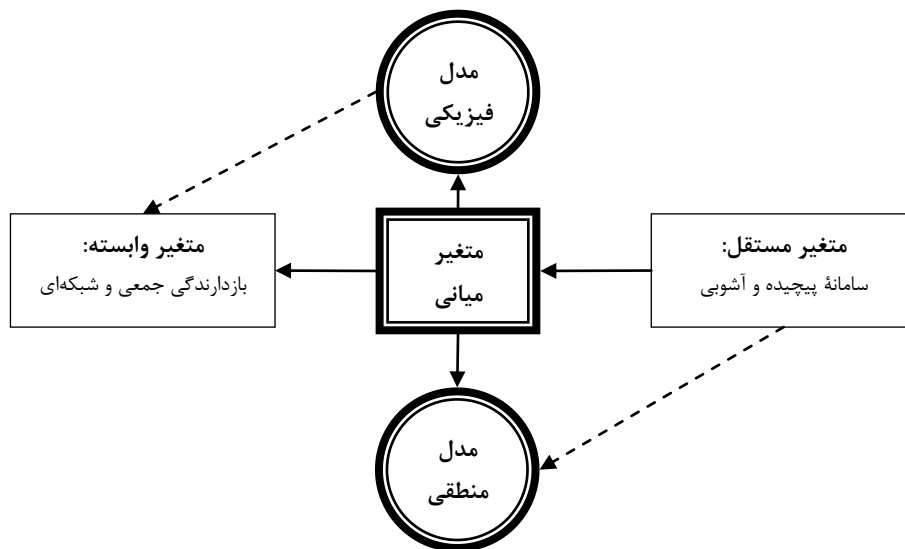 مدل
فیزیکی
متغیر مستقل:
سامانهٔ پیچیده و آشوبی
متغیر
میانی
متغیر وابسته:
بازدارندگی جمعی و شبکه‌ای
مدل
منطقی